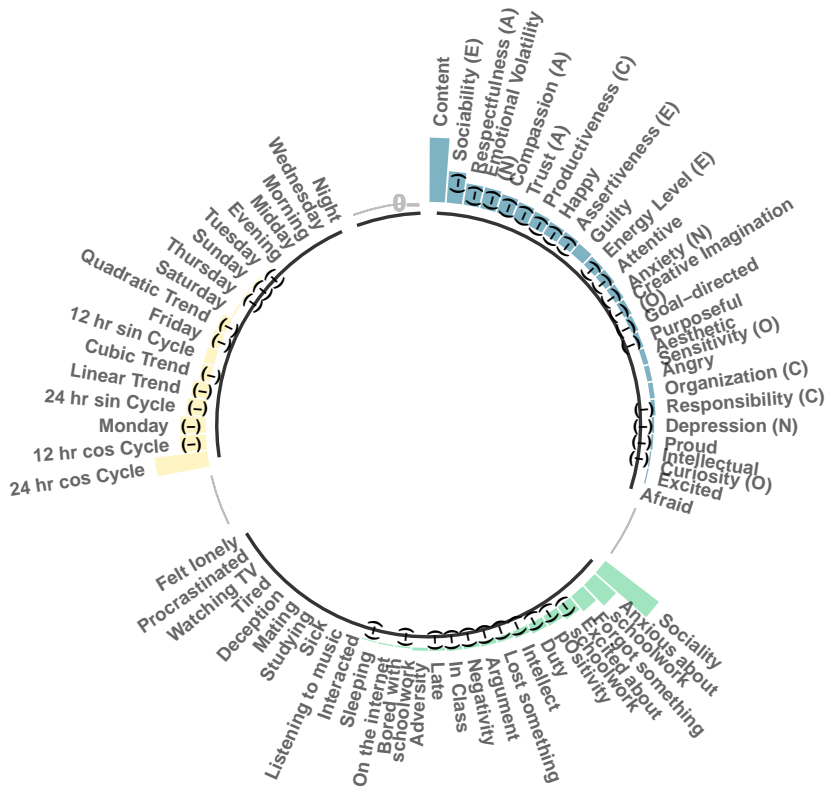 0
Content
Sociability (E)
Respectfulness (A)
Emotional Volatility
(N)
Compassion (A)
Trust (A)
Productiveness (C)
Happy
Assertiveness (E)
Guilty
Energy Level (E)
Attentive
Anxiety (N)
Creative Imagination
(O)
Goal−directed
Purposeful
Aesthetic
Sensitivity (O)
Angry
Organization (C)
Responsibility (C)
Depression (N)
Proud
Intellectual
Curiosity (O)
Excited
Afraid
Sociality
Anxious about
schoolwork
Forgot something
Excited about
schoolwork
pOsitivity
Duty
Intellect
Lost something
Argument
Negativity
In Class
Late
Adversity
Bored with
schoolwork
On the internet
Sleeping
Interacted
Listening to music
Sick
Studying
Mating
Deception
Tired
Watching TV
Procrastinated
Felt lonely
24 hr cos Cycle
12 hr cos Cycle
Monday
24 hr sin Cycle
Linear Trend
Cubic Trend
12 hr sin Cycle
Friday
Quadratic Trend
Saturday
Thursday
Sunday
Tuesday
Evening
Midday
Morning
Wednesday
Night
(−)
(−)
(−)
(−)
(−)
(−)
(−)
(−)
(−)
(−)
(−)
(−)
(−)
(−)